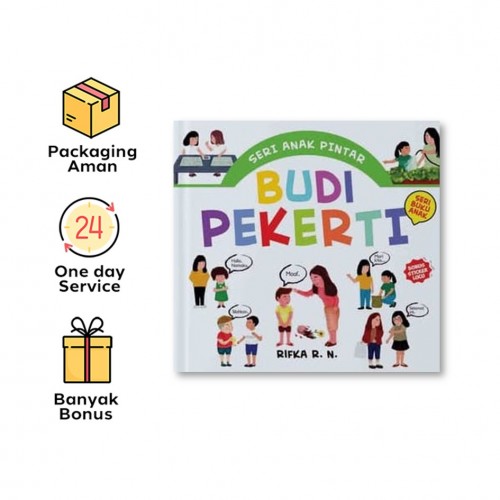 Packaging
Aman
24
One day
Service
Banyak
Bonus
SERI ANAK PINTAR
BUDI
PEKERTI
SERI
BUKU
ANAK
BONUS
STICKER
LUCU
Maaf..
RIFKA R. N.